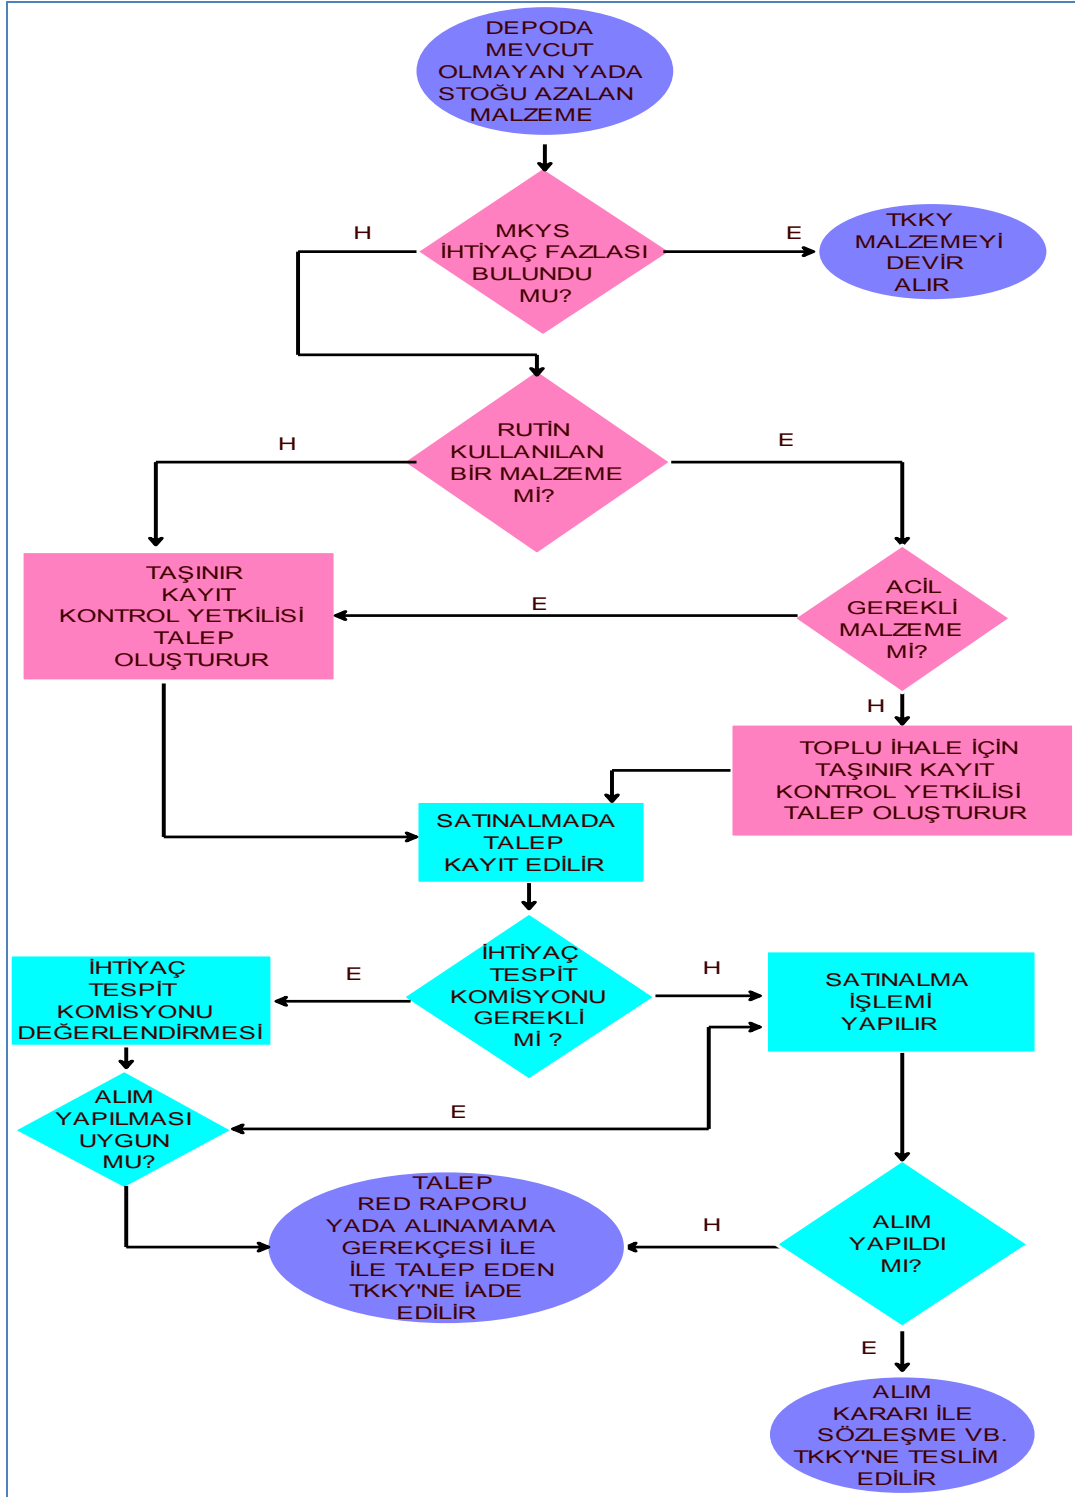 DEPODA
MEVCUT
OLMAYAN YADA
STOĞU AZALAN
MALZEME
H
MKYS
İHTİYAÇ FAZLASI
BULUNDU
MU?
E
TKKY
MALZEMEYİ
DEVİR
ALIR
H
RUTİN
KULLANILAN
BİR MALZEME
Mİ?
E
TAŞINIR
KAYIT
KONTROL YETKİLİSİ
TALEP
OLUŞTURUR
E
ACİL
GEREKLİ
MALZEME
Mİ?
H
TOPLU İHALE İÇİN
TAŞINIR KAYIT
KONTROL YETKİLİSİ
TALEP OLUŞTURUR
SATINALMADA
TALEP
KAYIT EDİLİR
İHTİYAÇ
TESPİT
KOMİSYONU
DEĞERLENDİRMESİ
E
İHTİYAÇ
TESPİT
KOMİSYONU
GEREKLİ
Mİ ?
H
SATINALMA
İŞLEMİ
YAPILIR
ALIM
YAPILMASI
UYGUN
MU?
E
TALEP
RED RAPORU
YADA ALINAMAMA
GEREKÇESİ İLE
İLE TALEP EDEN
TKKY'NE İADE
EDİLİR
H
ALIM
YAPILDI
MI?
E
ALIM
KARARI İLE
SÖZLEŞME VB.
TKKY'NE TESLİM
EDİLİR